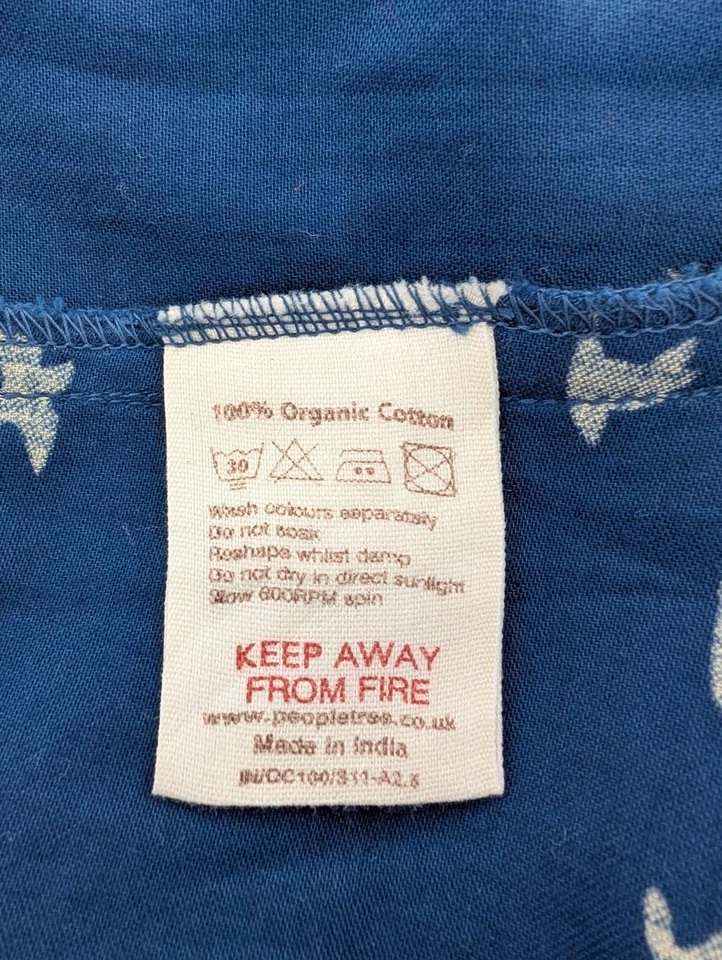 100% Organic Cotton
30
Wash colours separately
Do not soak
Reshape whilst damp
Do not dry in direct sunlight
Slow 600RPM spin
KEEP AWAY
FROM FIRE
www.peopletree.co.uk
Made in India